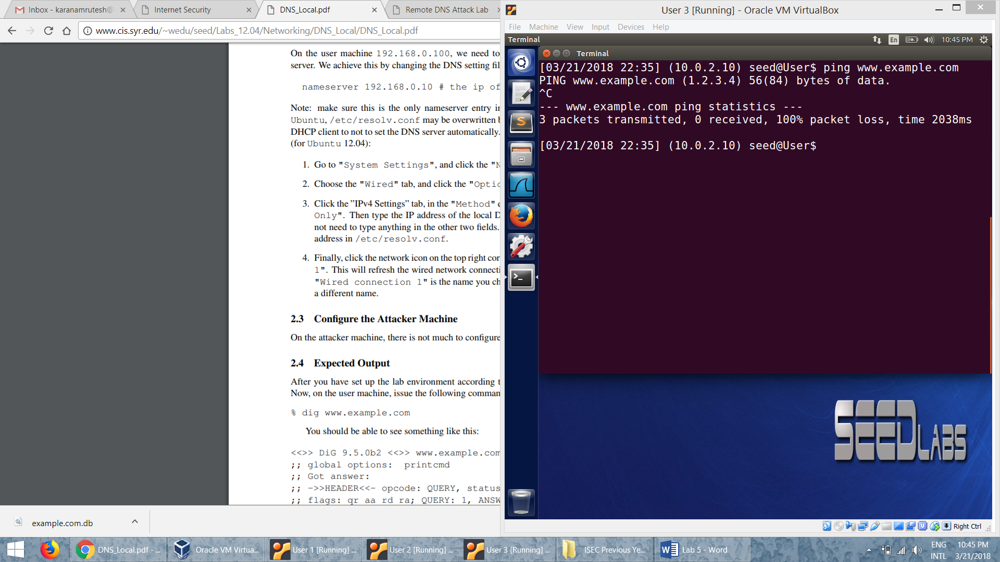 Inbox - karanamrutesh@
Internet Security
DNS_Local.pdf
Remote DNS Attack Lab
www.cis.syr.edu/~wedu/seed/Labs_12.04/Networking/DNS_Local/DNS_Local.pdf
On the user machine 192.168.0.100, we need to
server. We achieve this by changing the DNS setting fil
nameserver 192.168.0.10 # the ip of
Note: make sure this is the only nameserver entry in
Ubuntu, /etc/resolv.conf may be overwritten b
DHCP client to not to set the DNS server automatically.
(for Ubuntu 12.04):
1. Go to "System Settings", and click the "N
2. Choose the "Wired" tab, and click the "Optio
3. Click the ”IPv4 Settings” tab, in the "Method" e
Only". Then type the IP address of the local D
not need to type anything in the other two fields.
address in /etc/resolv.conf.
4. Finally, click the network icon on the top right cor
1". This will refresh the wired network connecti
"Wired connection 1" is the name you ch
a different name.
2.3 Configure the Attacker Machine
On the attacker machine, there is not much to configure
2.4 Expected Output
After you have set up the lab environment according t
Now, on the user machine, issue the following comman
% dig www.example.com
You should be able to see something like this:
<<>> DiG 9.5.0b2 <<>> www.example.com
;; global options:  printcmd
;; Got answer:
;; ->>HEADER<<- opcode: QUERY, status
;; flags: qr aa rd ra; QUERY: 1, ANSW
example.com.db
User 3 [Running] - Oracle VM VirtualBox
File Machine View Input Devices Help
Terminal
En
10:45 PM
Terminal
[03/21/2018 22:35] (10.0.2.10) seed@User$ ping www.example.com
PING www.example.com (1.2.3.4) 56(84) bytes of data.
^C
--- www.example.com ping statistics ---
3 packets transmitted, 0 received, 100% packet loss, time 2038ms
[03/21/2018 22:35] (10.0.2.10) seed@User$
SEED LABS
Right Ctrl
DNS_Local.pdf - ...
Oracle VM Virtua...
User 1 [Running] ...
User 2 [Running] ...
User 3 [Running] ...
ISEC Previous Ye...
Lab 5 - Word
ENG
INTL
10:45 PM
3/21/2018